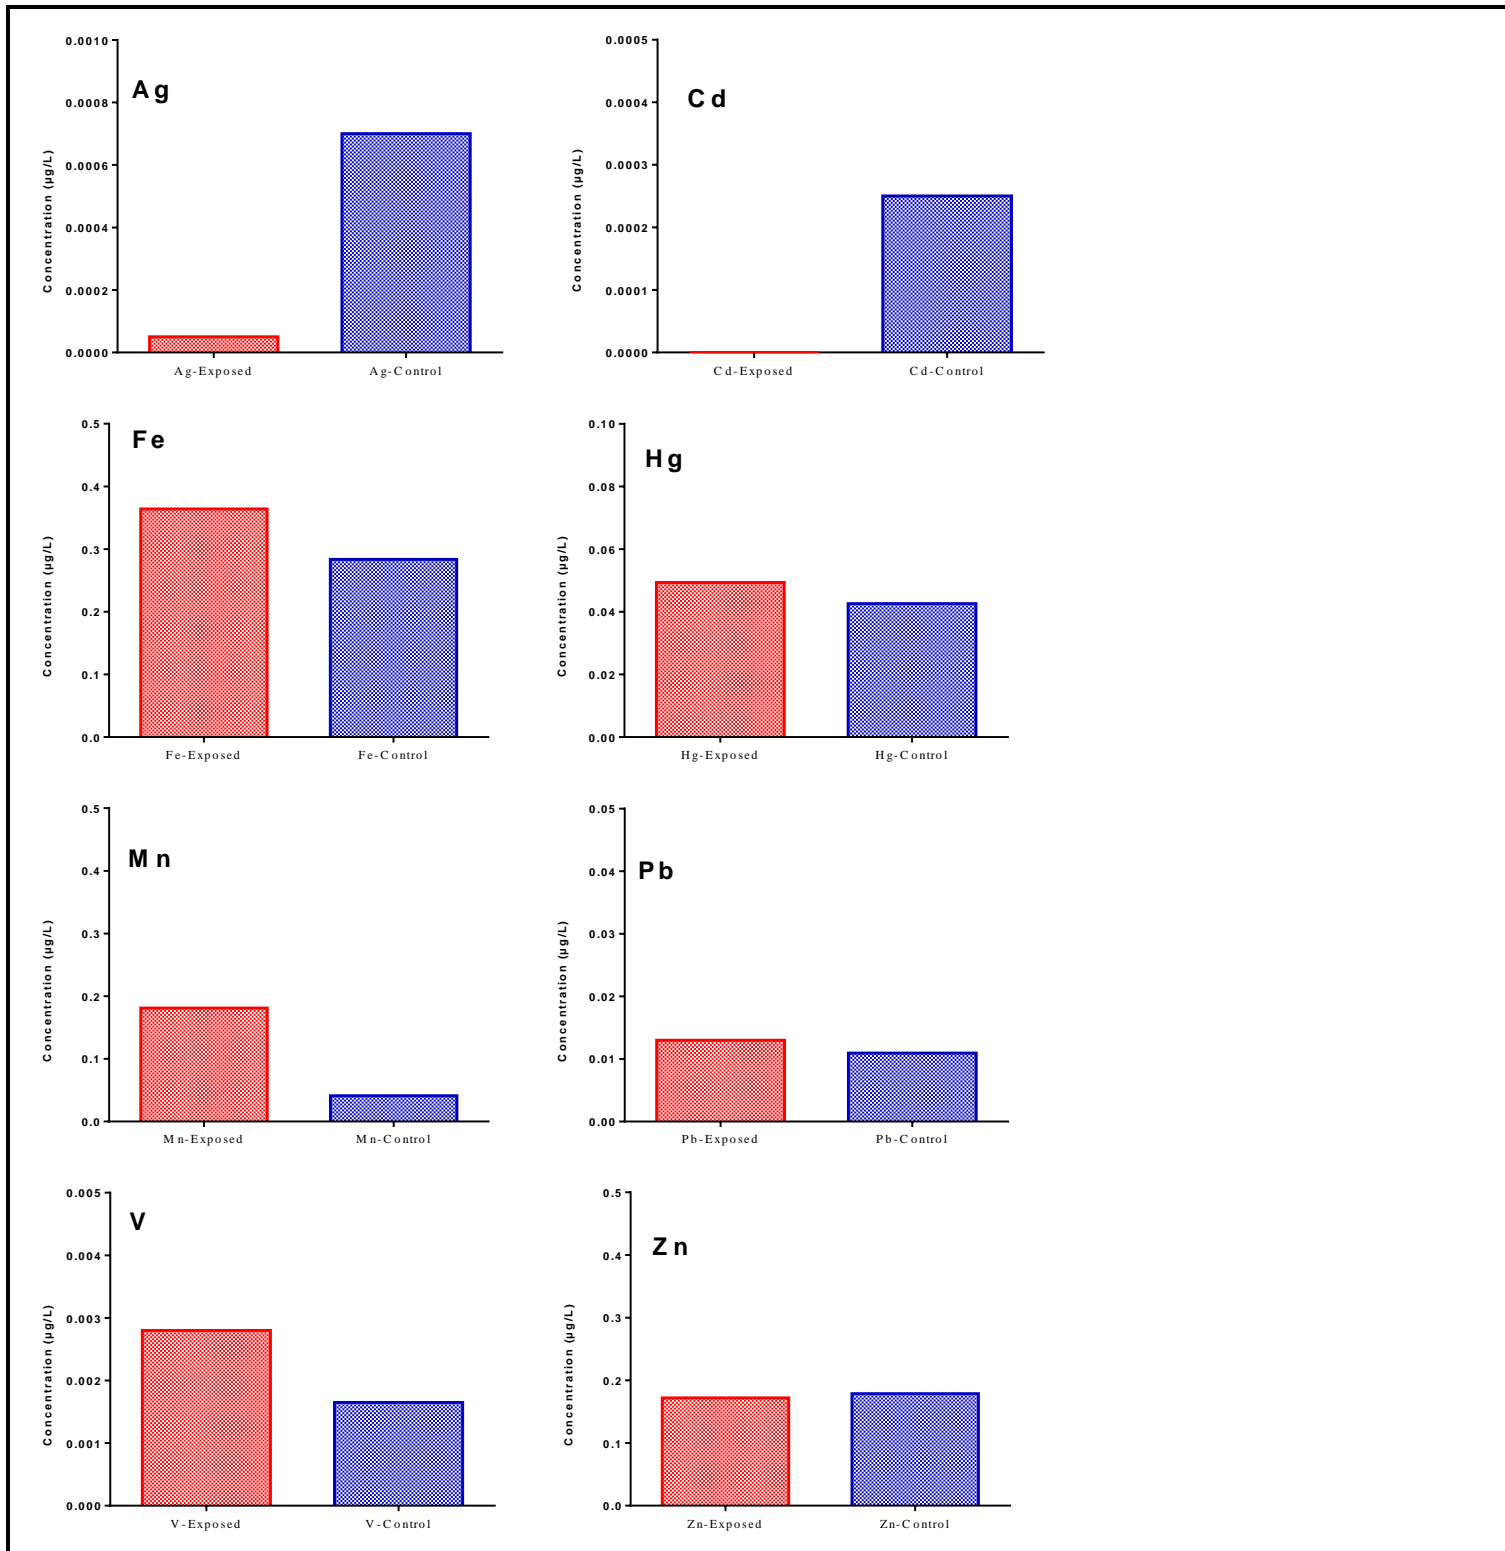 Ag
Concentration (µg/L)
0.0010
0.0008
0.0006
0.0004
0.0002
0.0000
Ag-Exposed
Ag-Control
Cd
Concentration (µg/L)
0.0005
0.0004
0.0003
0.0002
0.0001
0.0000
Cd-Exposed
Cd-Control
Fe
Concentration (µg/L)
0.5
0.4
0.3
0.2
0.1
0.0
Fe-Exposed
Fe-Control
Hg
Concentration (µg/L)
0.10
0.08
0.06
0.04
0.02
0.00
Hg-Exposed
Hg-Control
Mn
Concentration (µg/L)
0.5
0.4
0.3
0.2
0.1
0.0
Mn-Exposed
Mn-Control
Pb
Concentration (µg/L)
0.05
0.04
0.03
0.02
0.01
0.00
Pb-Exposed
Pb-Control
V
Concentration (µg/L)
0.005
0.004
0.003
0.002
0.001
0.000
V-Exposed
V-Control
Zn
Concentration (µg/L)
0.5
0.4
0.3
0.2
0.1
0.0
Zn-Exposed
Zn-Control